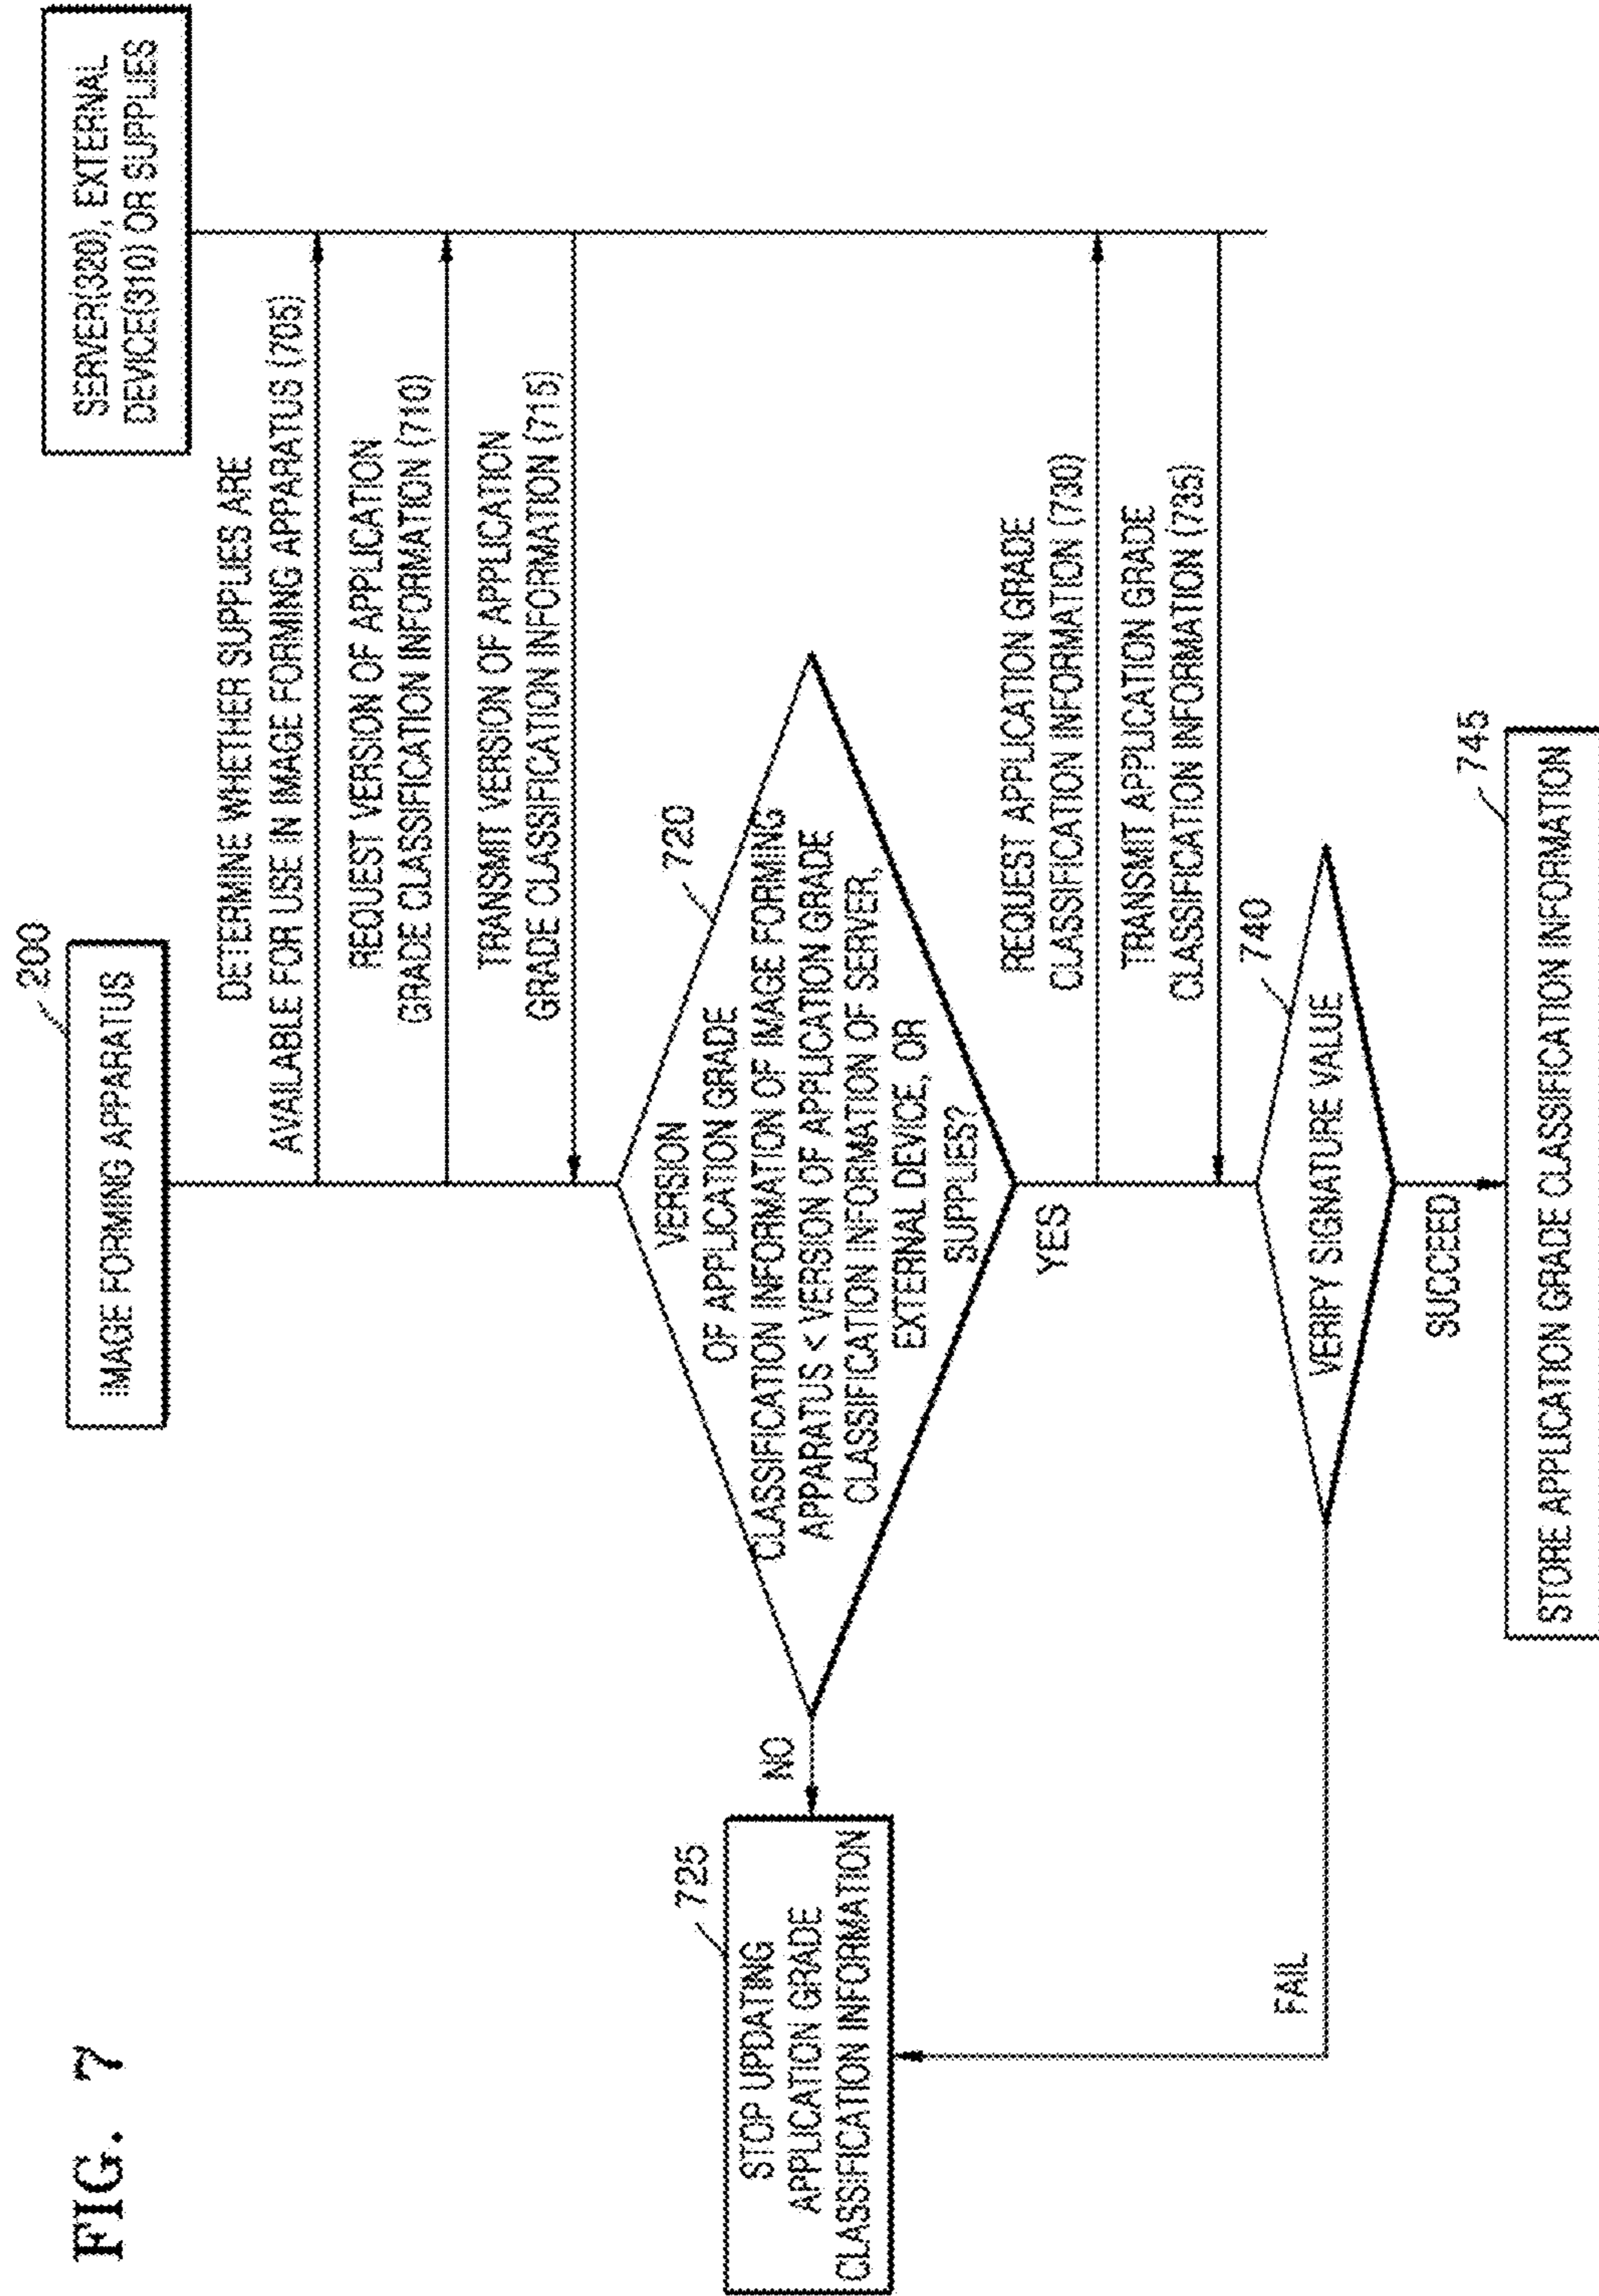 FIG. 7
200
IMAGE FORMING APPARATUS
SERVER(320), EXTERNAL
DEVICE(310) OR SUPPLIES
DETERMINE WHETHER SUPPLIES ARE
AVAILABLE FOR USE IN IMAGE FORMING APPARATUS (705)
REQUEST VERSION OF APPLICATION
GRADE CLASSIFICATION INFORMATION (710)
TRANSMIT VERSION OF APPLICATION
GRADE CLASSIFICATION INFORMATION (715)
720
VERSION
OF APPLICATION GRADE
CLASSIFICATION INFORMATION OF IMAGE FORMING
APPARATUS < VERSION OF APPLICATION GRADE
CLASSIFICATION INFORMATION OF SERVER,
EXTERNAL DEVICE, OR
SUPPLIES?
NO
725
STOP UPDATING
APPLICATION GRADE
CLASSIFICATION INFORMATION
YES
REQUEST APPLICATION GRADE
CLASSIFICATION INFORMATION (730)
TRANSMIT APPLICATION GRADE
CLASSIFICATION INFORMATION (735)
740
VERIFY SIGNATURE VALUE
FAIL
SUCCEED
745
STORE APPLICATION GRADE CLASSIFICATION INFORMATION